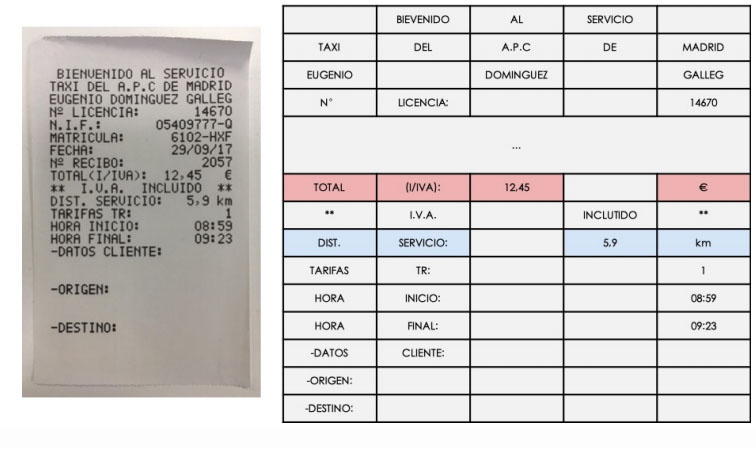 BIENVENIDO AL SERVICIO
TAXI DEL A.P.C DE MADRID
EUGENIO DOMINGUEZ GALLEG
Nº LICENCIA: 14670
N.I.F.: 05409777-Q
MATRICULA: 6102-HXF
FECHA: 29/09/17
Nº RECIBO: 2057
TOTAL(I/IVA): 12,45 €
** I.V.A. INCLUIDO **
DIST. SERVICIO: 5,9 km
TARIFAS TR: 1
HORA INICIO: 08:59
HORA FINAL: 09:23
-DATOS CLIENTE:
-ORIGEN:
-DESTINO:
BIEVENIDO AL SERVICIO
TAXI DEL A.P.C DE MADRID
EUGENIO DOMINGUEZ GALLEG
N° LICENCIA: 14670
...
TOTAL (I/IVA): 12.45 €
** I.V.A. INCLUTIDO **
DIST. SERVICIO: 5.9 km
TARIFAS TR: 1
HORA INICIO: 08:59
HORA FINAL: 09:23
-DATOS CLIENTE:
-ORIGEN:
-DESTINO: